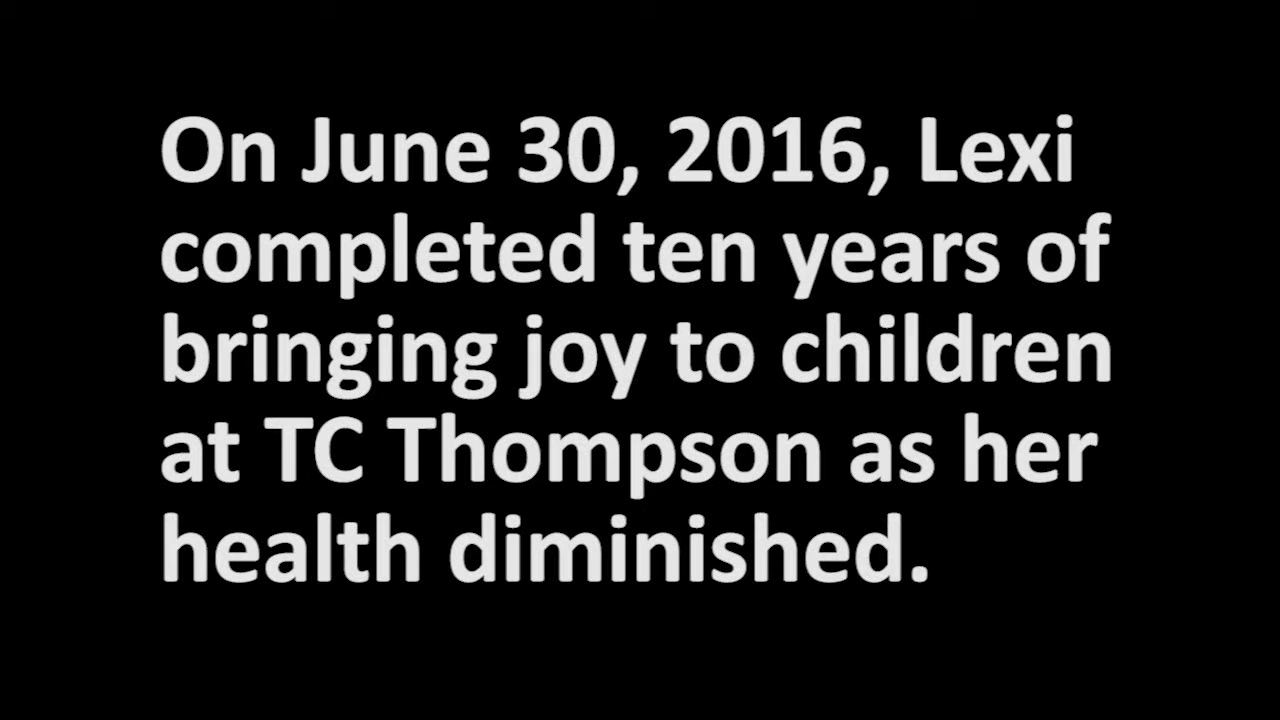 On June 30, 2016, Lexi
completed ten years of
bringing joy to children
at TC Thompson as her
health diminished.